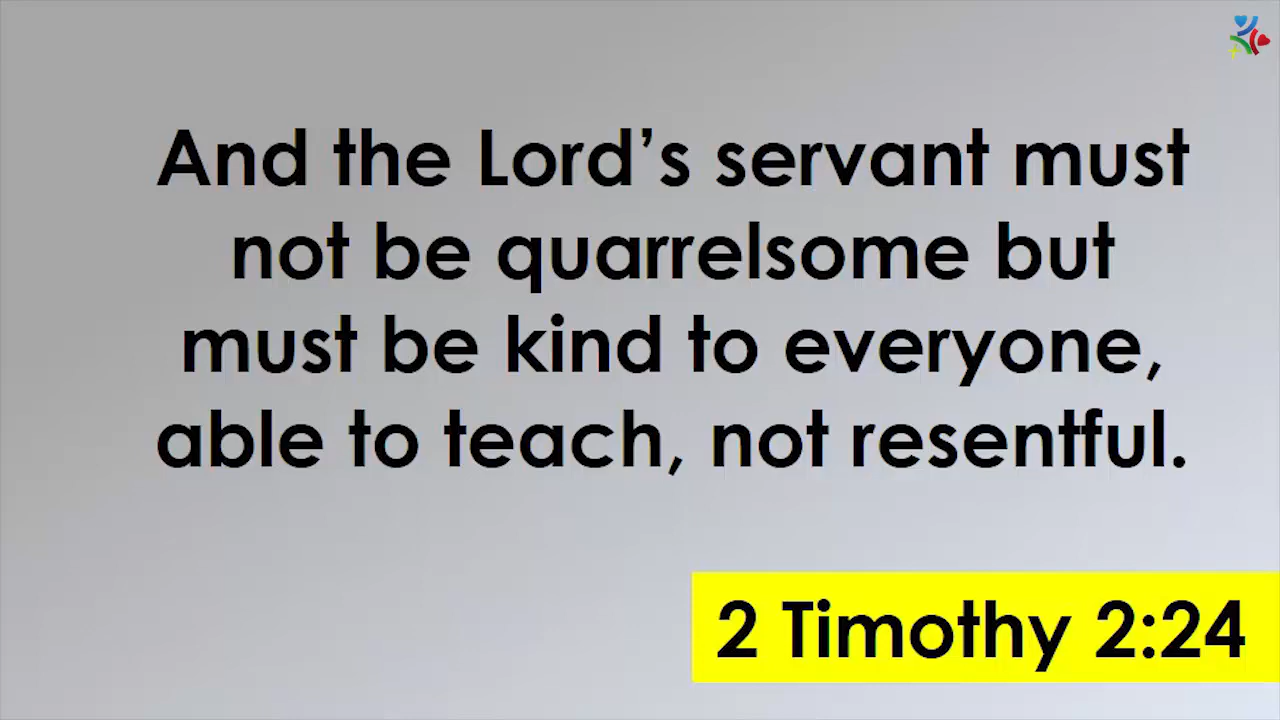 And the Lord’s servant must
not be quarrelsome but
must be kind to everyone,
able to teach, not resentful.
2 Timothy 2:24